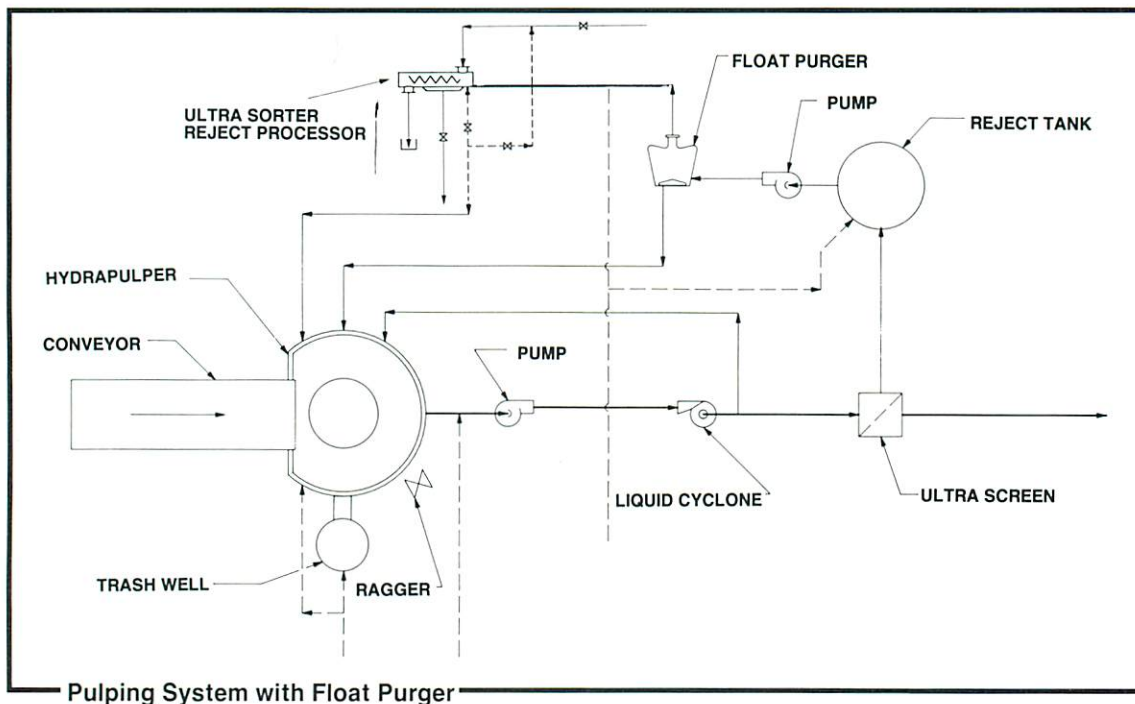 FLOAT PURGER
PUMP
REJECT TANK
ULTRA SORTER
REJECT PROCESSOR
HYDRAPULPER
CONVEYOR
PUMP
LIQUID CYCLONE
ULTRA SCREEN
TRASH WELL
RAGGER
Pulping System with Float Purger